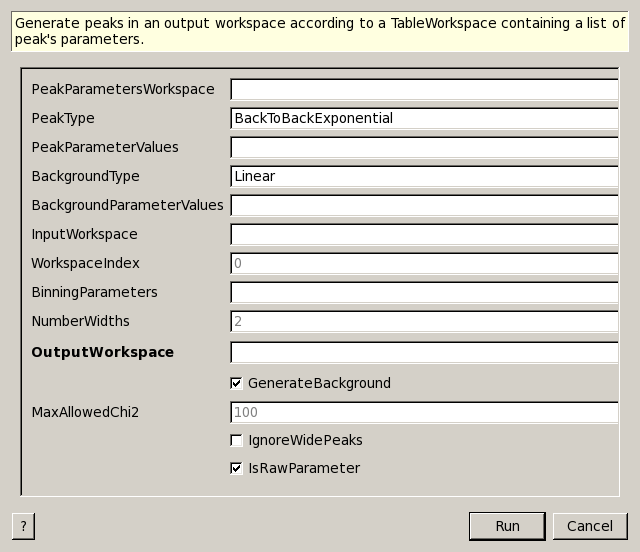 Generate peaks in an output workspace according to a TableWorkspace containing a list of
peak's parameters.
PeakParametersWorkspace
PeakType BackToBackExponential
PeakParameterValues
BackgroundType Linear
BackgroundParameterValues
InputWorkspace
WorkspaceIndex 0
BinningParameters
NumberWidths 2
OutputWorkspace
GenerateBackground
MaxAllowedChi2 100
IgnoreWidePeaks
IsRawParameter
? Run Cancel